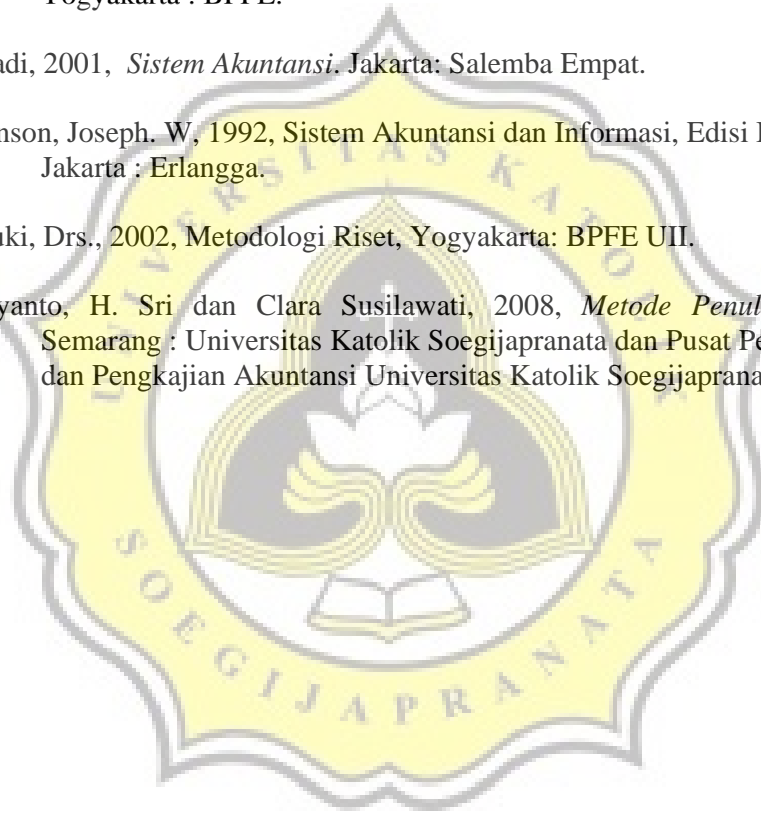 Yogyakarta : BPFE.
adi, 2001, Sistem Akuntansi. Jakarta: Salemba Empat.
nson, Joseph. W, 1992, Sistem Akuntansi dan Informasi, Edisi
Jakarta : Erlangga.
uki, Drs., 2002, Metodologi Riset, Yogyakarta: BPFE UII.
yanto, H. Sri dan Clara Susilawati, 2008, Metode Penul
Semarang : Universitas Katolik Soegijapranata dan Pusat Pe
dan Pengkajian Akuntansi Universitas Katolik Soegijaprana
UNIVERSITAS KATOLIK
SOEGIJAPRANATA